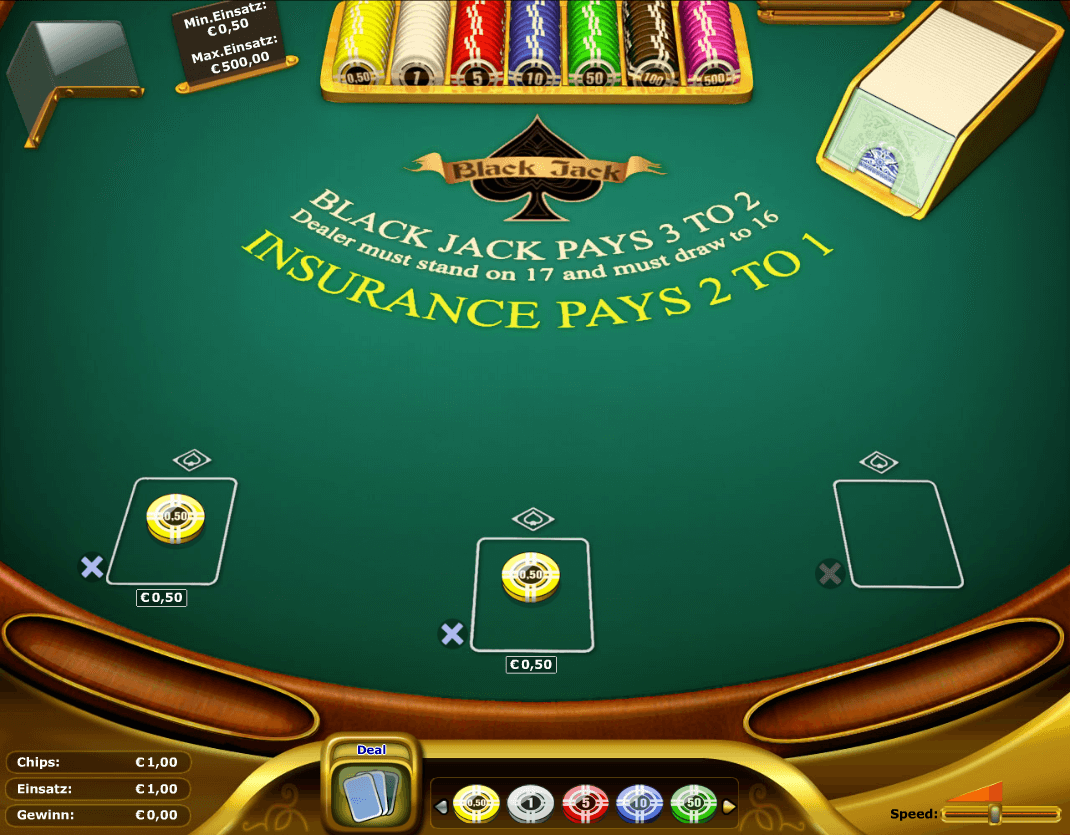 Min.Einsatz:
€ 0,50
Max.Einsatz:
€ 500,00
0.50 1 5 10 50 100 500
Black Jack
BLACK JACK PAYS 3 TO 2
Dealer must stand on 17 and must draw to 16
INSURANCE PAYS 2 TO 1
0.50
€ 0,50
0.50
€ 0,50
Deal
Chips: € 1,00
Einsatz: € 1,00
Gewinn: € 0,00
0.50 1 5 10 50
Speed: